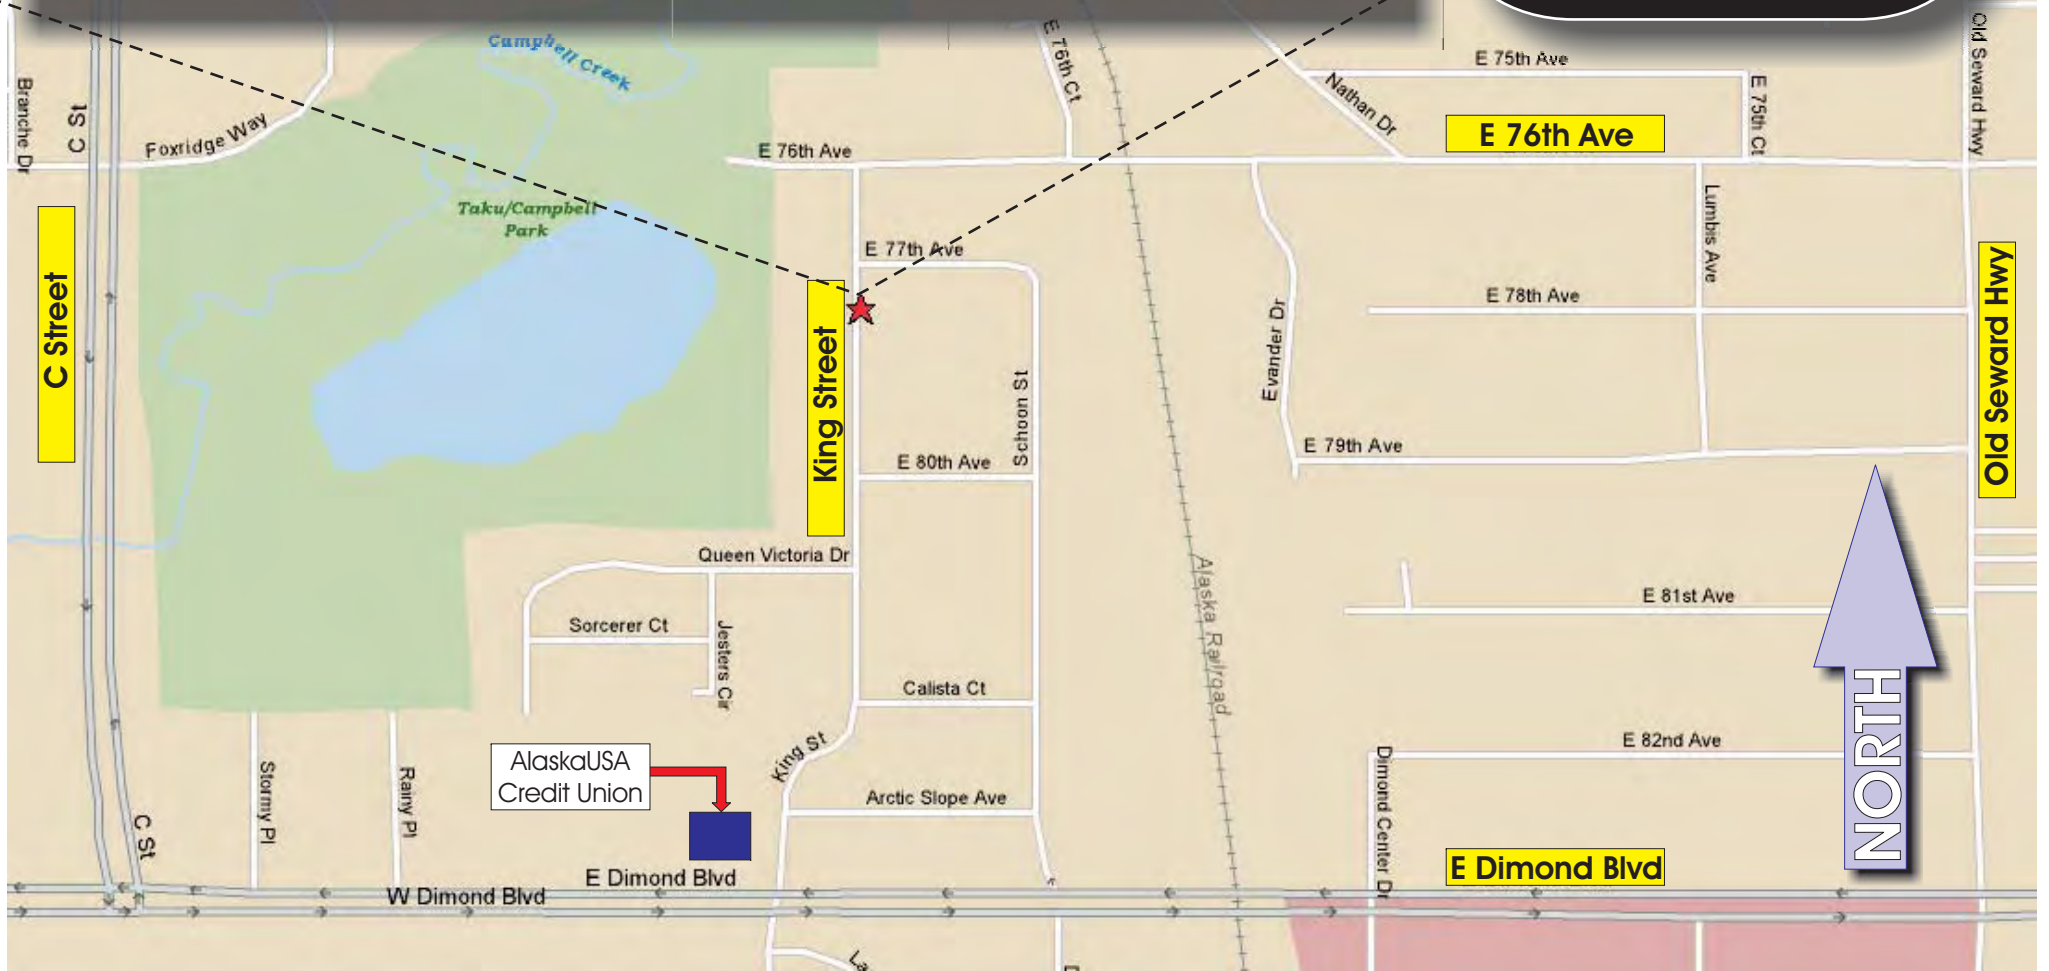 Campbell Creek
E 76th Ct
E 75th Ave
Old Seward Hwy
Branche Dr
C St
Foxridge Way
Nathan Dr
E 75th Ct
E 76th Ave
E 76th Ave
Taku/Campbell
Park
Lumbis Ave
E 77th Ave
C Street
King Street
Evander Dr
E 78th Ave
Old Seward Hwy
Schoon St
E 80th Ave
E 79th Ave
Queen Victoria Dr
Alaska Railroad
E 81st Ave
Sorcerer Ct
Jesters Cir
Calista Ct
NORTH
King St
E 82nd Ave
AlaskaUSA
Credit Union
Stormy Pl
Rainy Pl
Arctic Slope Ave
Dimond Center Dr
C St
E Dimond Blvd
E Dimond Blvd
W Dimond Blvd
La